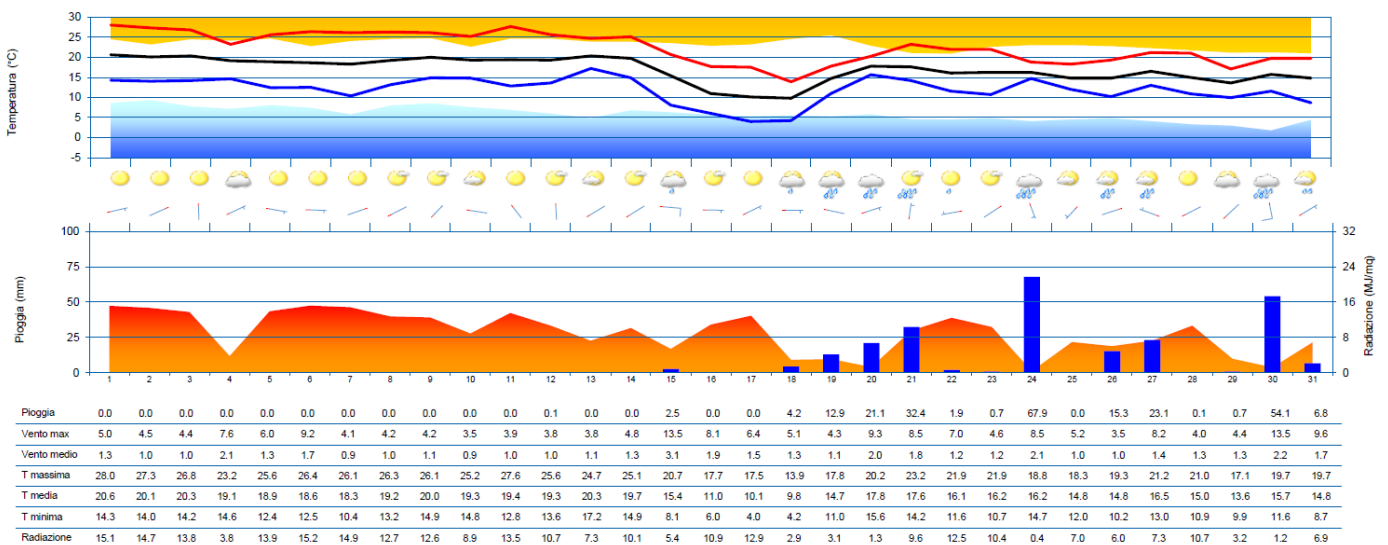 Temperatura (°C)
30
25
20
15
10
5
0
-5
Pioggia (mm)
100
75
50
25
0
Radiazione (MJ/mq)
32
24
16
8
0
1 2 3 4 5 6 7 8 9 10 11 12 13 14 15 16 17 18 19 20 21 22 23 24 25 26 27 28 29 30 31
Pioggia 0.0 0.0 0.0 0.0 0.0 0.0 0.0 0.0 0.0 0.0 0.0 0.1 0.0 0.0 2.5 0.0 0.0 4.2 12.9 21.1 32.4 1.9 0.7 67.9 0.0 15.3 23.1 0.1 0.7 54.1 6.8
Vento max 5.0 4.5 4.4 7.6 6.0 9.2 4.1 4.2 4.2 3.5 3.9 3.8 3.8 4.8 13.5 8.1 6.4 5.1 4.3 9.3 8.5 7.0 4.6 8.5 5.2 3.5 8.2 4.0 4.4 13.5 9.6
Vento medio 1.3 1.0 1.0 2.1 1.3 1.7 0.9 1.0 1.1 0.9 1.0 1.0 1.1 1.3 3.1 1.9 1.5 1.3 1.1 2.0 1.8 1.2 1.2 2.1 1.0 1.0 1.4 1.3 1.3 2.2 1.7
T massima 28.0 27.3 26.8 23.2 25.6 26.4 26.1 26.3 26.1 25.2 27.6 25.6 24.7 25.1 20.7 17.7 17.5 13.9 17.8 20.2 23.2 21.9 21.9 18.8 18.3 19.3 21.2 21.0 17.1 19.7 19.7
T media 20.6 20.1 20.3 19.1 18.9 18.6 18.3 19.2 20.0 19.3 19.4 19.3 20.3 19.7 15.4 11.0 10.1 9.8 14.7 17.8 17.6 16.1 16.2 16.2 14.8 14.8 16.5 15.0 13.6 15.7 14.8
T minima 14.3 14.0 14.2 14.6 12.4 12.5 10.4 13.2 14.9 14.8 12.8 13.6 17.2 14.9 8.1 6.0 4.0 4.2 11.0 15.6 14.2 11.6 10.7 14.7 12.0 10.2 13.0 10.9 9.9 11.6 8.7
Radiazione 15.1 14.7 13.8 3.8 13.9 15.2 14.9 12.7 12.6 8.9 13.5 10.7 7.3 10.1 5.4 10.9 12.9 2.9 3.1 1.3 9.6 12.5 10.4 0.4 7.0 6.0 7.3 10.7 3.2 1.2 6.9